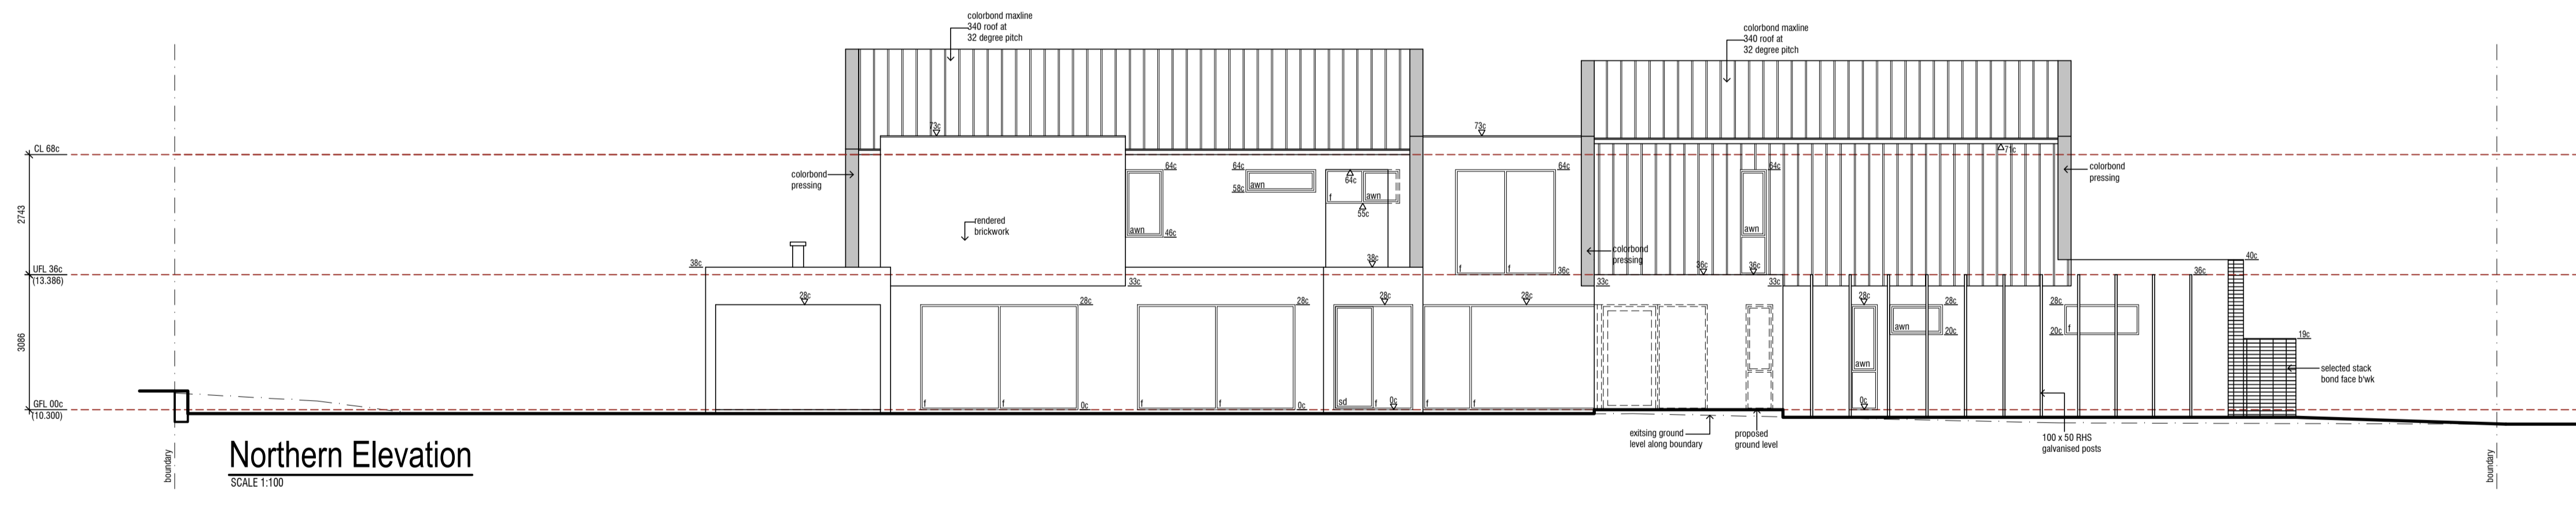 colorbond maxline
340 roof at
32 degree pitch
colorbond maxline
340 roof at
32 degree pitch
73c
73c
CL 68c
71c
64c
64c
64c
64c
64c
colorbond
pressing
colorbond
pressing
58c
awn
f
awn
55c
2743
rendered
brickwork
awn
46c
awn
colorbond
pressing
38c
38c
40c
UFL 36c
(13.386)
f
f
36c
36c
36c
36c
33c
33c
33c
28c
28c
28c
28c
28c
28c
28c
28c
3086
awn
20c
20c
f
19c
awn
selected stack
bond face b'wk
GFL 00c
(10.300)
f
f
0c
f
f
0c
sd
f
0c
f
f
0c
exitsing ground
level along boundary
proposed
ground level
100 x 50 RHS
galvanised posts
boundary
Northern Elevation
SCALE 1:100
boundary